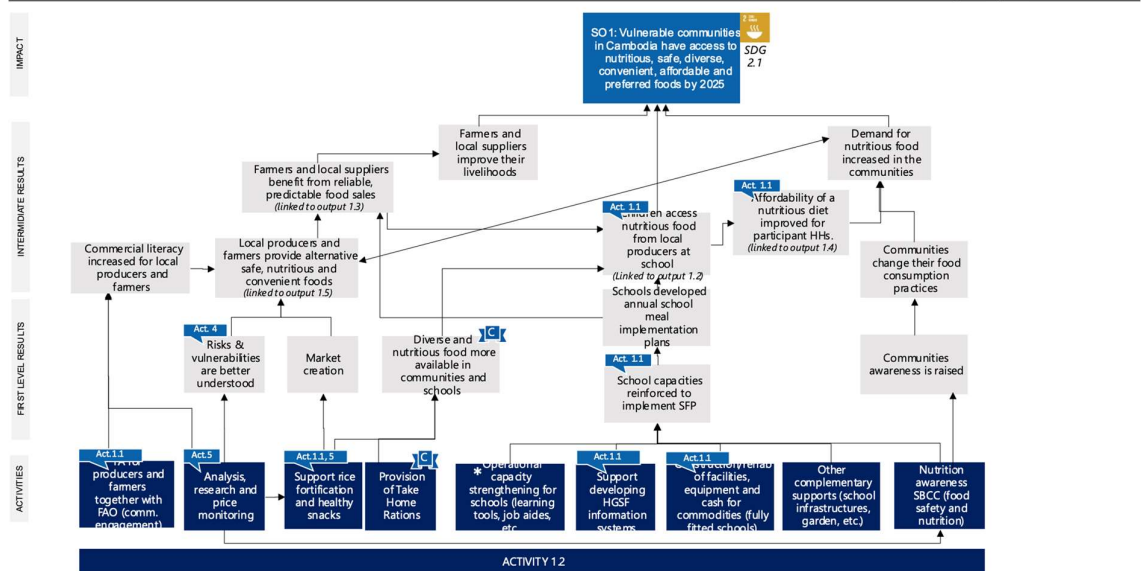 IMPACT
SO1: Vulnerable communities
in Cambodia have access to
nutritious, safe, diverse,
convenient, affordable and
preferred foods by 2025
2
SDG
2.1
INTERMIDIATE RESULTS
Farmers and
local suppliers
improve their
livelihoods
Demand for
nutritious food
increased in the
communities
Farmers and local suppliers
benefit from reliable,
predictable food sales
(linked to output 1.3)
Act. 1.1
Children access
nutritious food
from local
producers at
school
(Linked to output 1.2)
Act. 1.1
Affordability of a
nutritious diet
improved for
participant HHs.
(linked to output 1.4)
Commercial literacy
increased for local
producers and
farmers
Local producers and
farmers provide alternative
safe, nutritious and
convenient foods
(linked to output 1.5)
Communities
change their food
consumption
practices
FIRST LEVEL RESULTS
Schools developed
annual school
meal
implementation
plans
Act. 4
Risks &
vulnerabilities
are better
understood
Market
creation
C
Diverse and
nutritious food more
available in
communities and
schools
Act. 1.1
School capacities
reinforced to
implement SFP
Communities
awareness is raised
ACTIVITIES
Act.1.1
TA for
producers and
farmers
together with
FAO (comm.
engagement)
Act.5
Analysis,
research and
price
monitoring
Act.1.1, 5
Support rice
fortification
and healthy
snacks
C
Provision
of Take
Home
Rations
*Operational
capacity
strengthening for
schools (learning
tools, job aides,
etc
Act.1.1
Support
developing
HGSF
information
systems
Act.1.1
Construction/rehab
of facilities,
equipment and
cash for
commodities (fully
fitted schools)
Other
complementary
supports (school
infrastructures,
garden, etc.)
Nutrition
awareness
SBCC (food
safety and
nutrition)
ACTIVITY 1.2